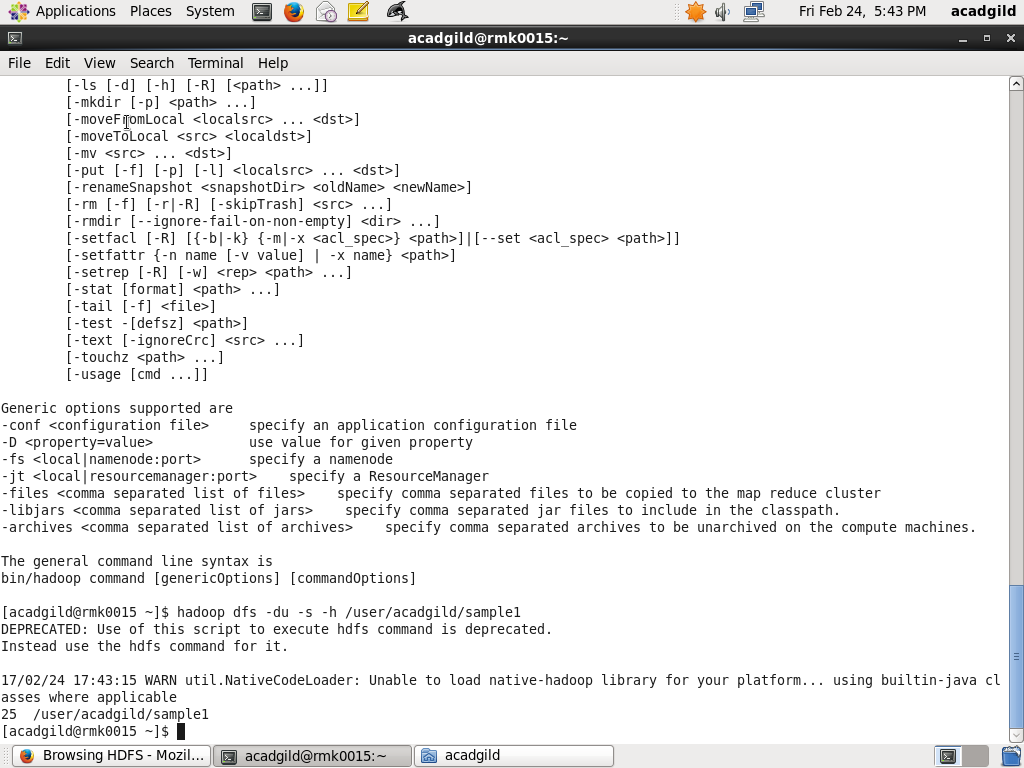 Applications Places System Fri Feb 24, 5:43 PM acadgild
acadgild@rmk0015:~
File Edit View Search Terminal Help
[-ls [-d] [-h] [-R] [<path> ...]]
[-mkdir [-p] <path> ...]
[-moveFromLocal <localsrc> ... <dst>]
[-moveToLocal <src> <localdst>]
[-mv <src> ... <dst>]
[-put [-f] [-p] [-l] <localsrc> ... <dst>]
[-renameSnapshot <snapshotDir> <oldName> <newName>]
[-rm [-f] [-r|-R] [-skipTrash] <src> ...]
[-rmdir [--ignore-fail-on-non-empty] <dir> ...]
[-setfacl [-R] [{-b|-k} {-m|-x <acl_spec>} <path>]|[--set <acl_spec> <path>]]
[-setfattr {-n name [-v value] | -x name} <path>]
[-setrep [-R] [-w] <rep> <path> ...]
[-stat [format] <path> ...]
[-tail [-f] <file>]
[-test -[defsz] <path>]
[-text [-ignoreCrc] <src> ...]
[-touchz <path> ...]
[-usage [cmd ...]]
Generic options supported are
-conf <configuration file>     specify an application configuration file
-D <property=value>            use value for given property
-fs <local|namenode:port>      specify a namenode
-jt <local|resourcemanager:port>    specify a ResourceManager
-files <comma separated list of files>    specify comma separated files to be copied to the map reduce cluster
-libjars <comma separated list of jars>    specify comma separated jar files to include in the classpath.
-archives <comma separated list of archives>    specify comma separated archives to be unarchived on the compute machines.
The general command line syntax is
bin/hadoop command [genericOptions] [commandOptions]
[acadgild@rmk0015 ~]$ hadoop dfs -du -s -h /user/acadgild/sample1
DEPRECATED: Use of this script to execute hdfs command is deprecated.
Instead use the hdfs command for it.
17/02/24 17:43:15 WARN util.NativeCodeLoader: Unable to load native-hadoop library for your platform... using builtin-java cl
asses where applicable
25  /user/acadgild/sample1
[acadgild@rmk0015 ~]$
Browsing HDFS - Mozil... acadgild@rmk0015:~ acadgild